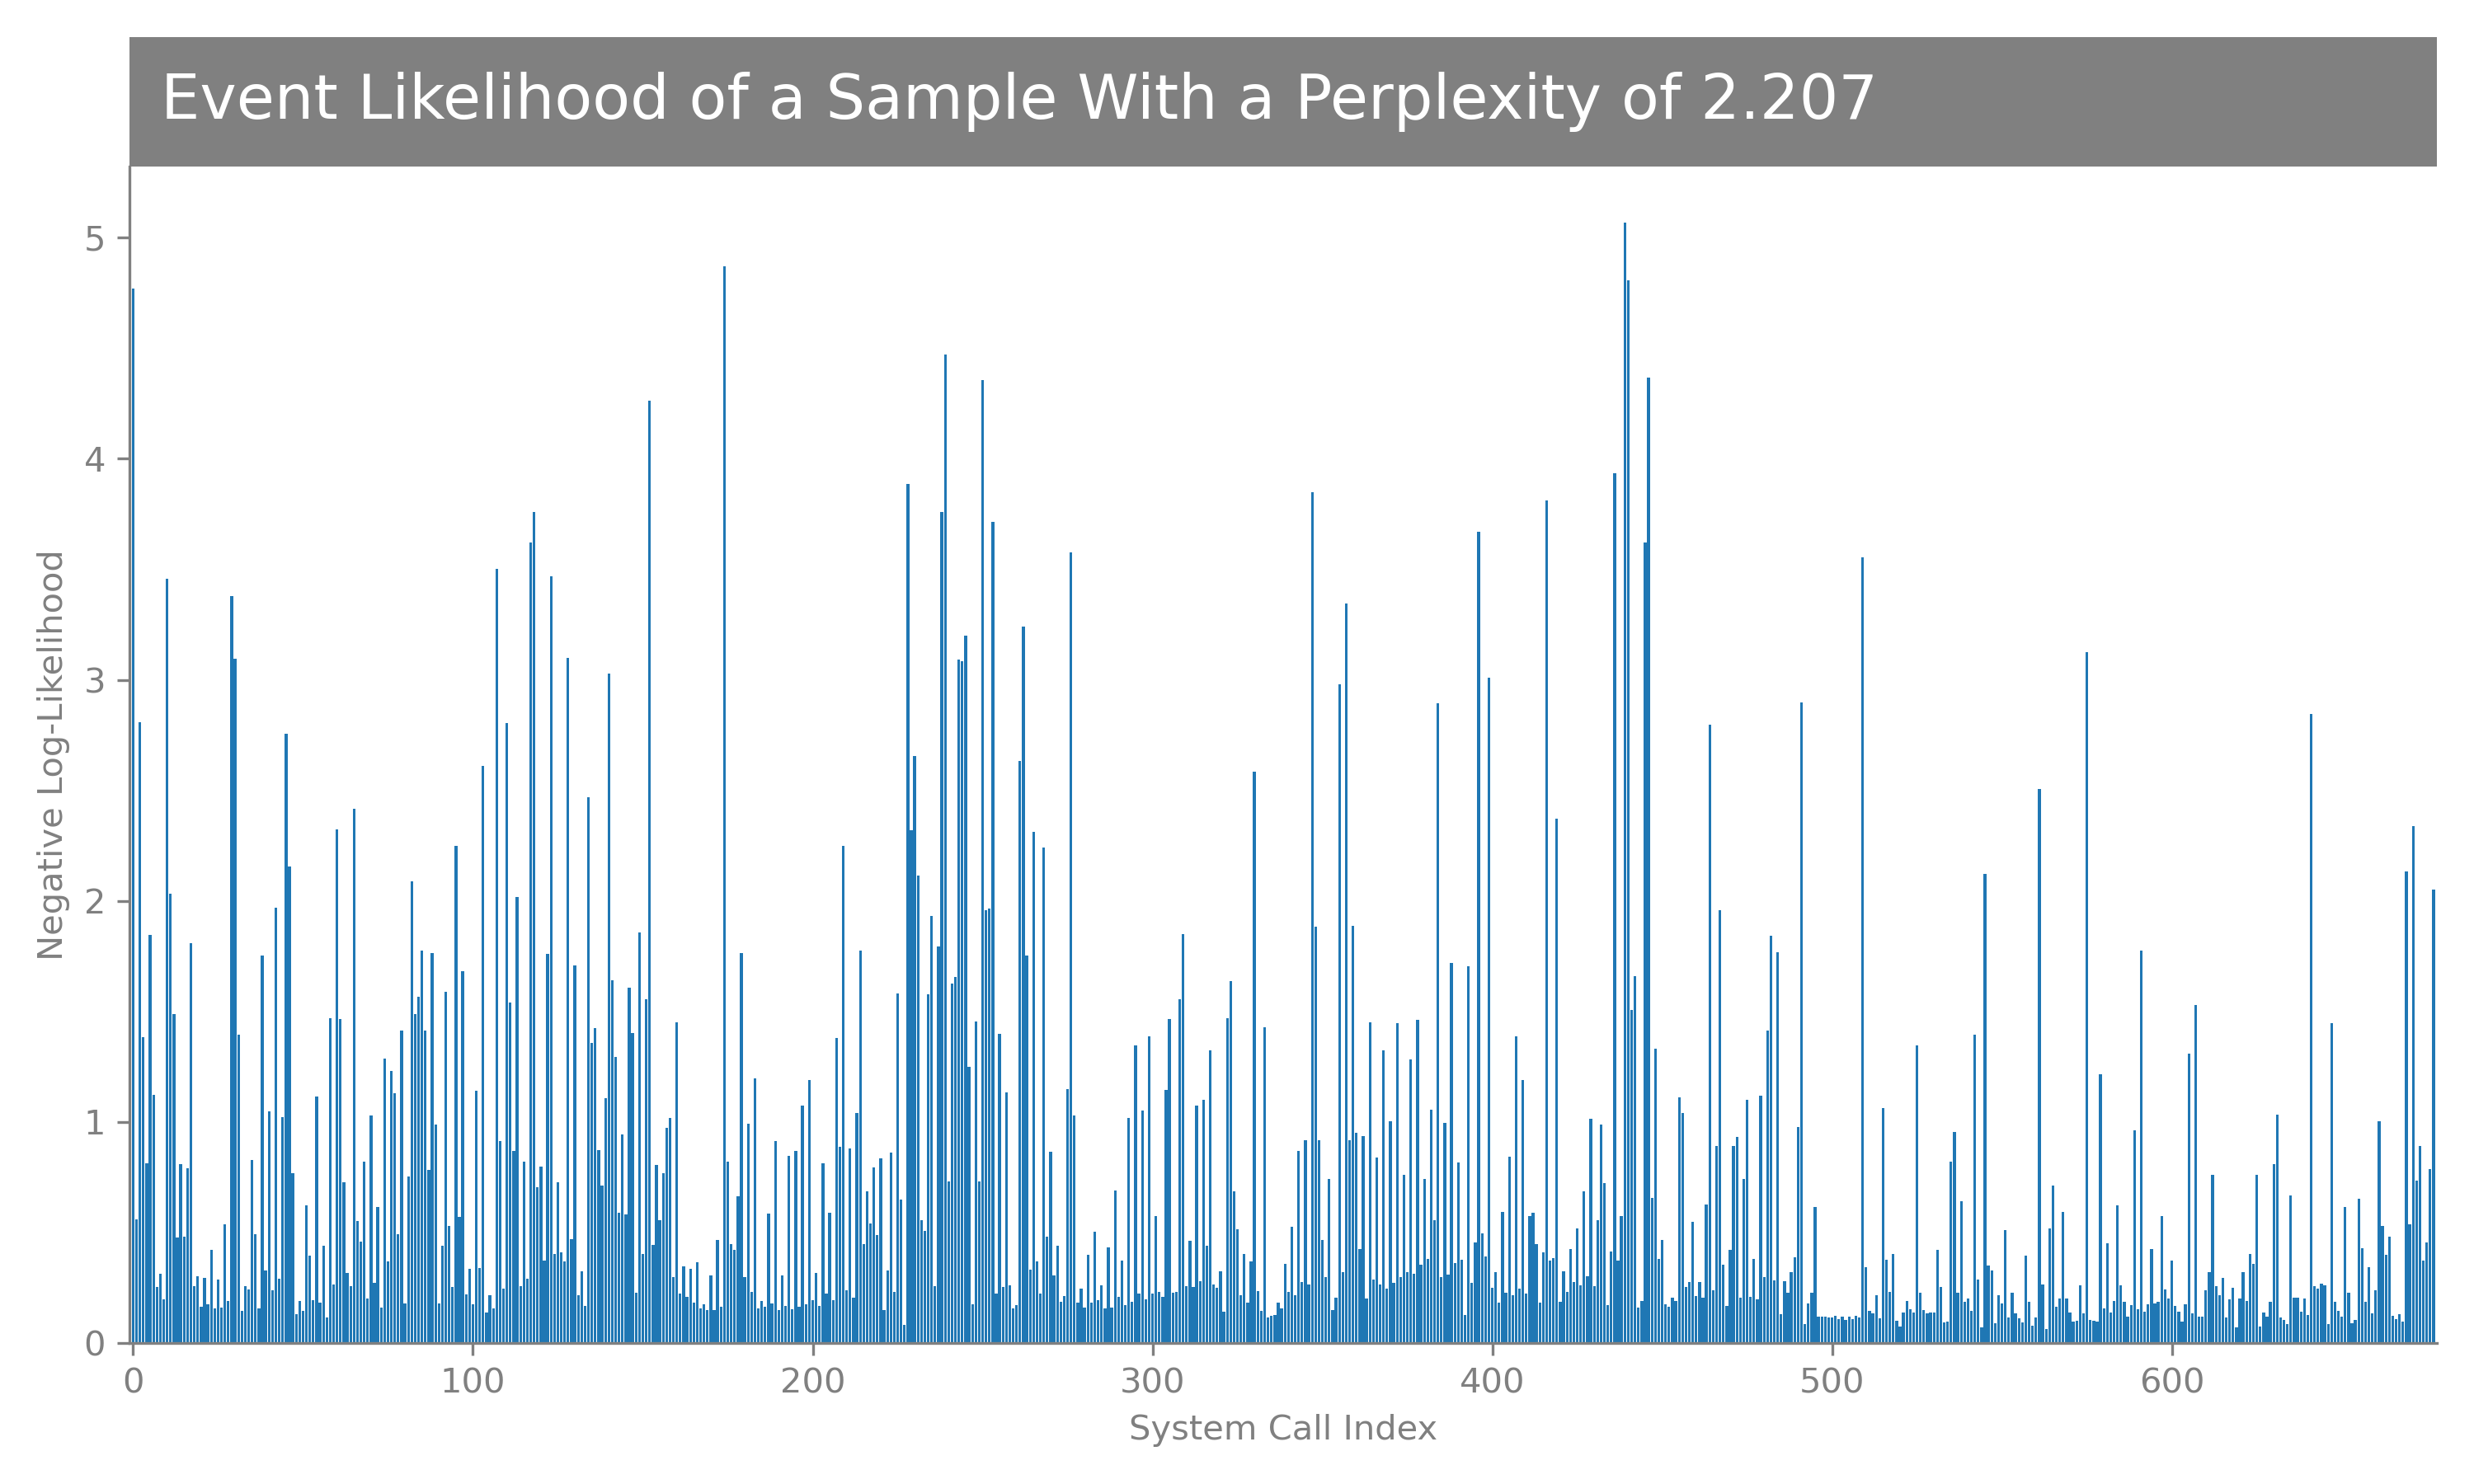 Event Likelihood of a Sample With a Perplexity of 2.207
5
4
3
2
1
0
Negative Log-Likelihood
0 100 200 300 400 500 600
System Call Index